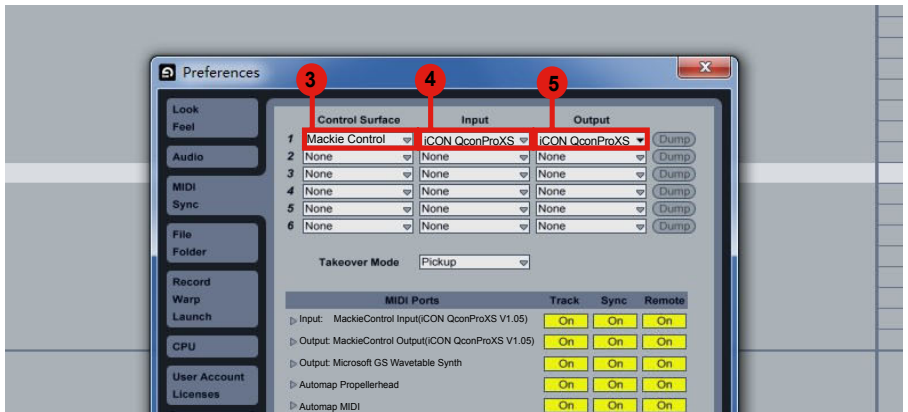 Preferences
x
3 4 5
Look
Feel
Audio
MIDI
Sync
File
Folder
Record
Warp
Launch
CPU
User Account
Licenses
Control Surface Input Output
1 Mackie Control iCON QconProXS iCON QconProXS Dump
2 None None None Dump
3 None None None Dump
4 None None None Dump
5 None None None Dump
6 None None None Dump
Takeover Mode Pickup
MIDI Ports Track Sync Remote
Input: MackieControl Input(iCON QconProXS V1.05) On On On
Output: MackieControl Output(iCON QconProXS V1.05) On On On
Output: Microsoft GS Wavetable Synth On On On
Automap Propellerhead On On On
Automap MIDI On On On